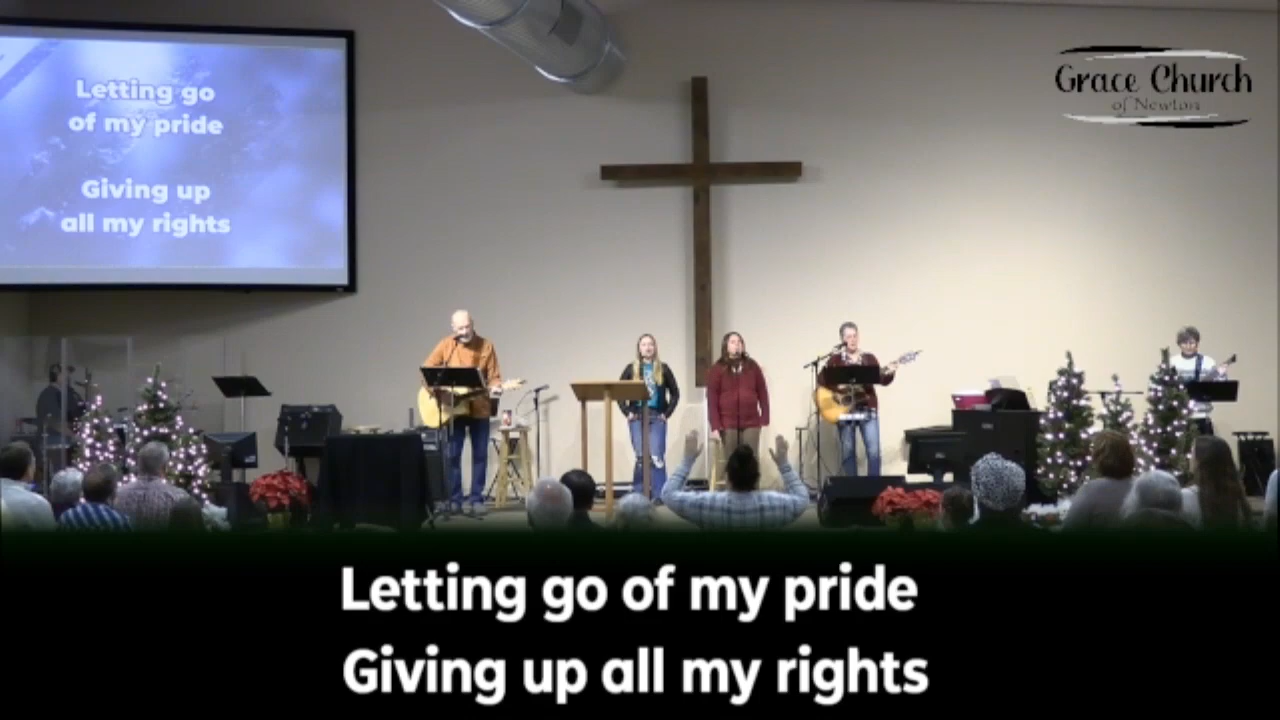 Letting go
of my pride
Giving up
all my rights
Grace Church
of Newton
Letting go of my pride
Giving up all my rights